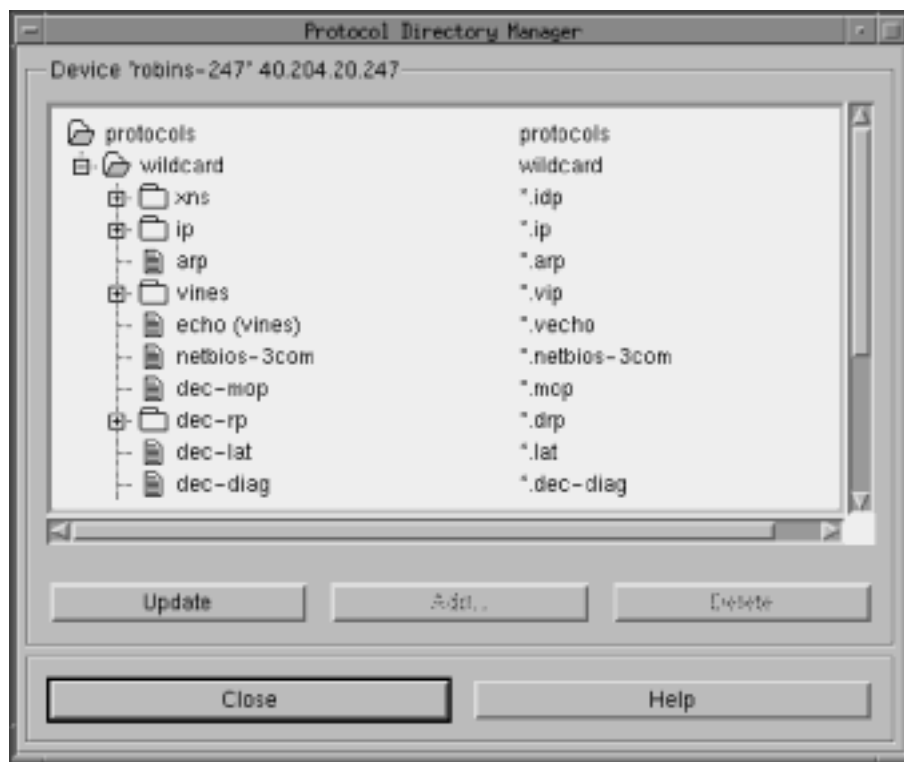 Protocol Directory Manager
Device "robins-247" 40.204.20.247
protocols protocols
wildcard wildcard
xns *.idp
ip *.ip
arp *.arp
vines *.vip
echo (vines) *.vecho
netbios-3com *.netbios-3com
dec-mop *.mop
dec-rp *.drp
dec-lat *.lat
dec-diag *.dec-diag
Update Add... Delete
Close Help